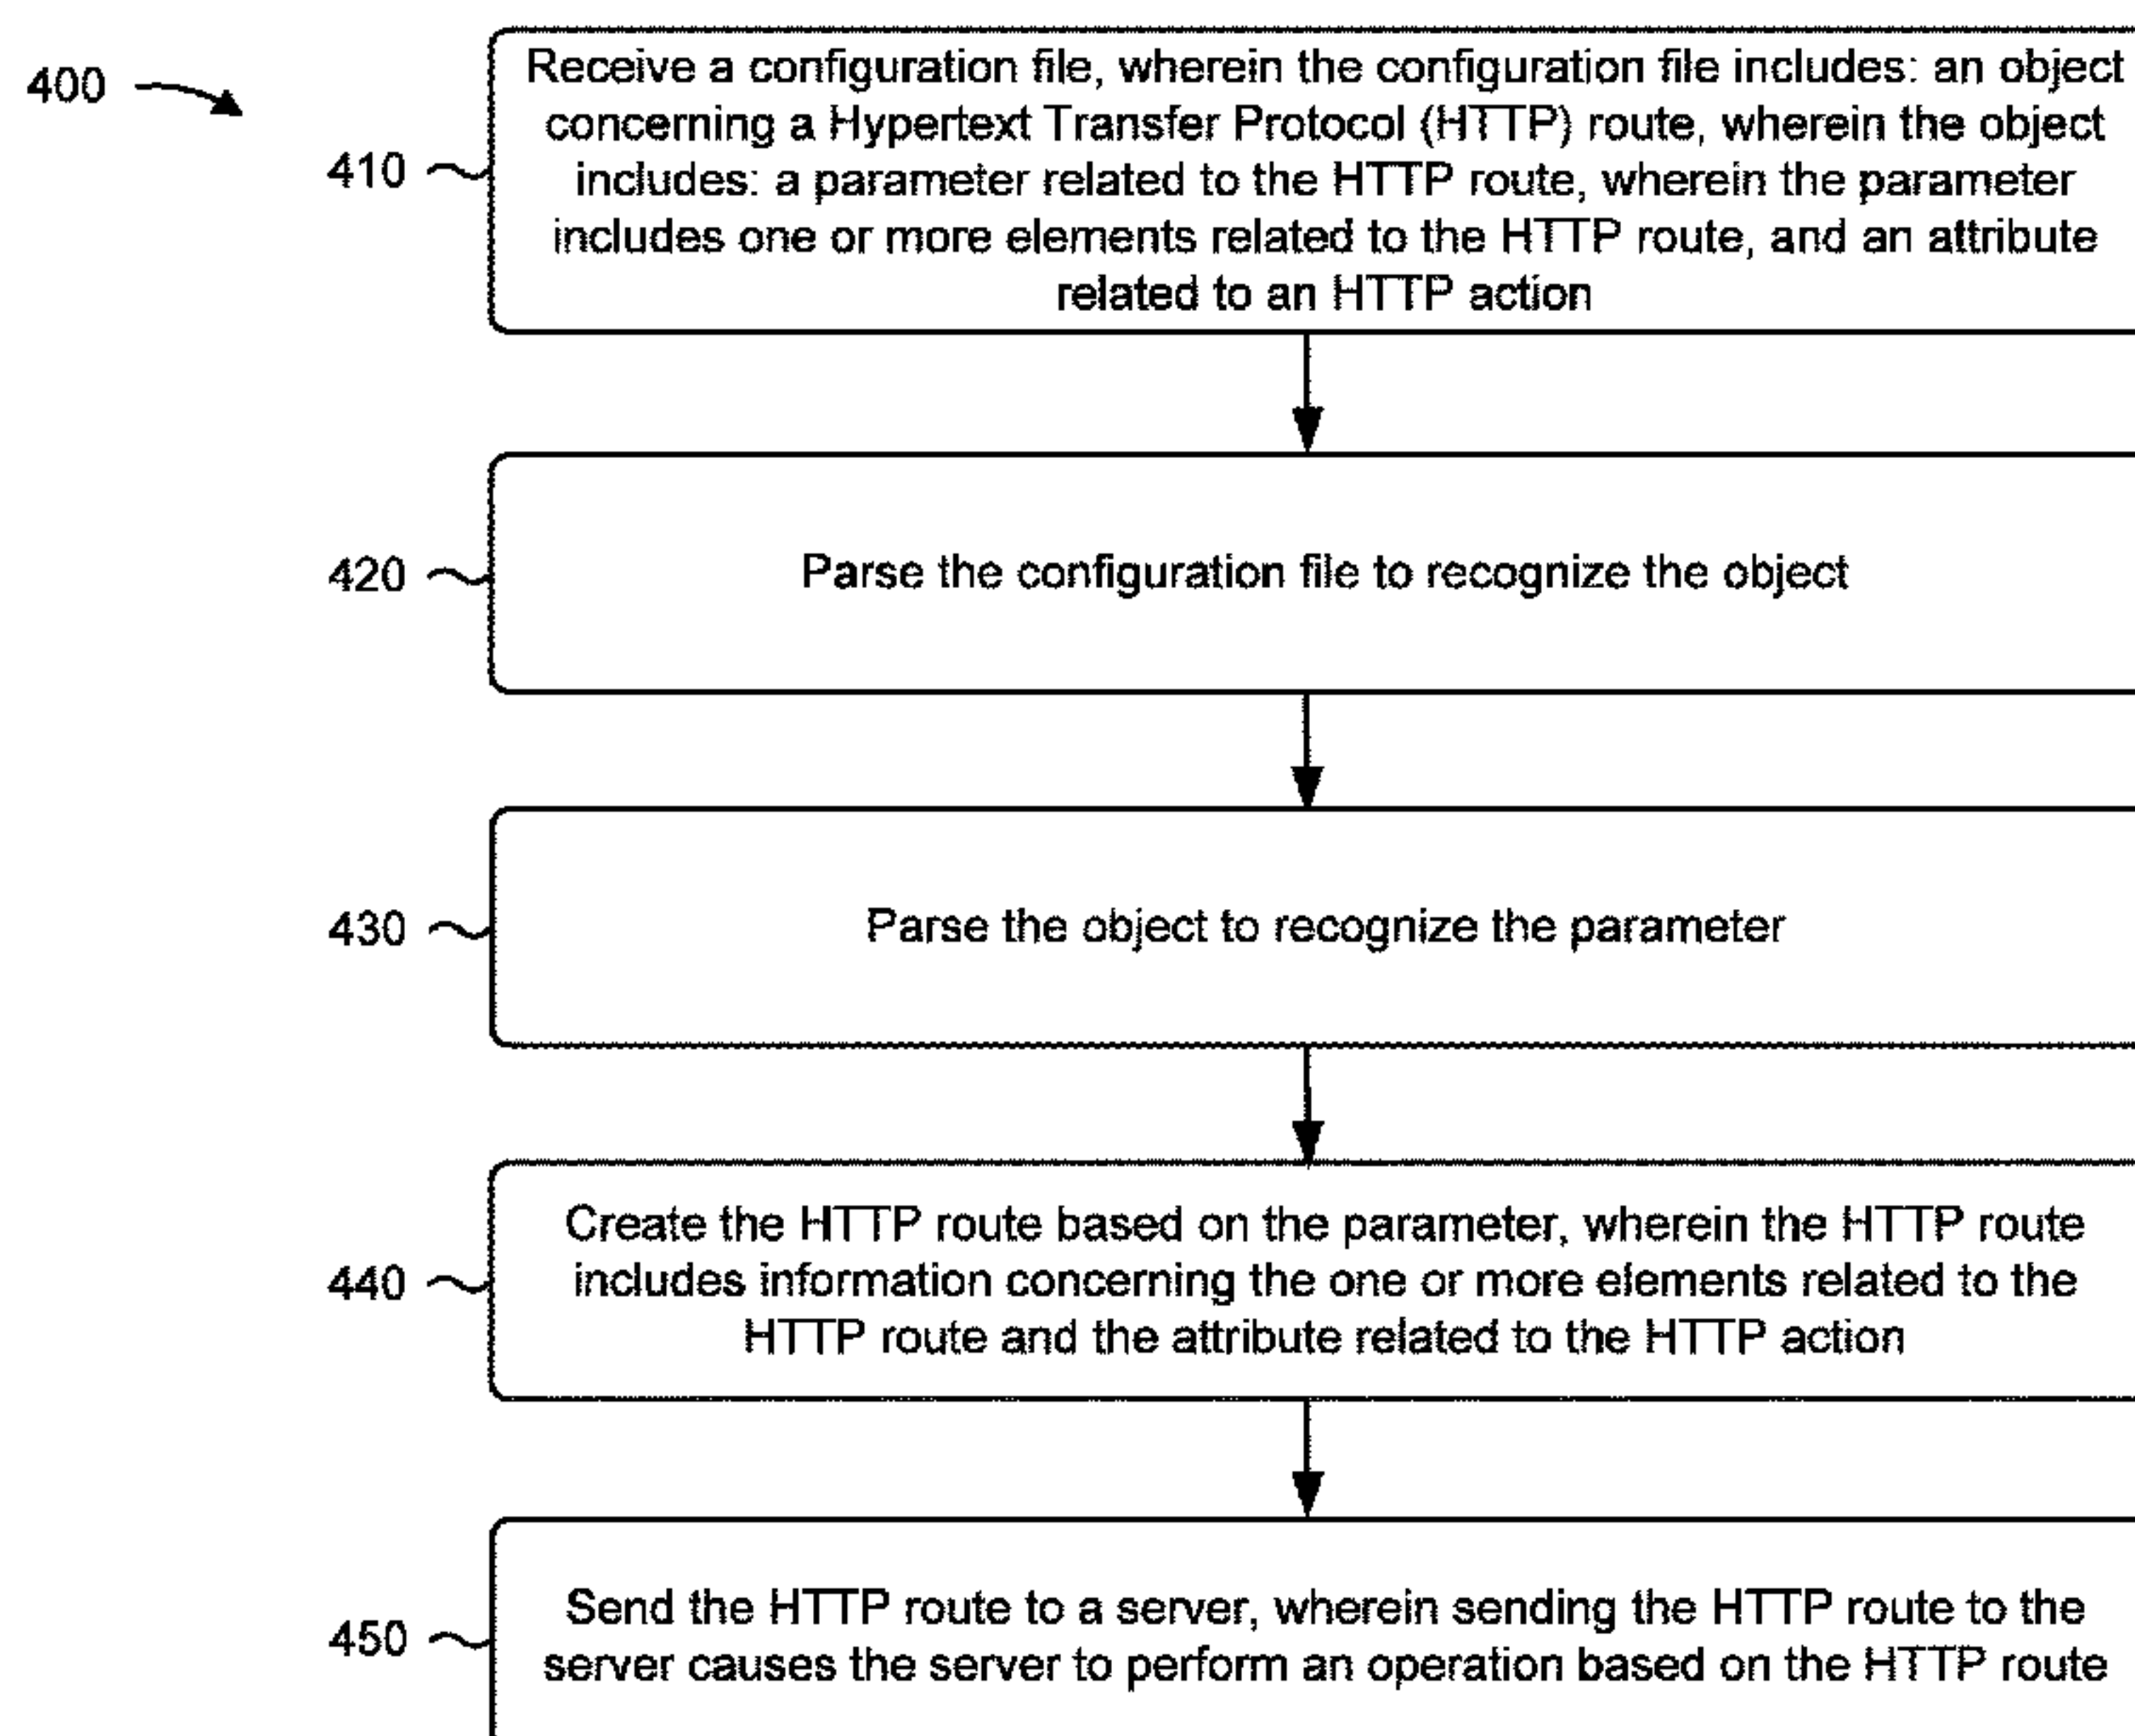 400
Receive a configuration file, wherein the configuration file includes: an object
concerning a Hypertext Transfer Protocol (HTTP) route, wherein the object
410
includes: a parameter related to the HTTP route, wherein the parameter
includes one or more elements related to the HTTP route, and an attribute
related to an HTTP action
420
Parse the configuration file to recognize the object
430
Parse the object to recognize the parameter
Create the HTTP route based on the parameter, wherein the HTTP route
440
includes information concerning the one or more elements related to the
HTTP route and the attribute related to the HTTP action
Send the HTTP route to a server, wherein sending the HTTP route to the
450
server causes the server to perform an operation based on the HTTP route